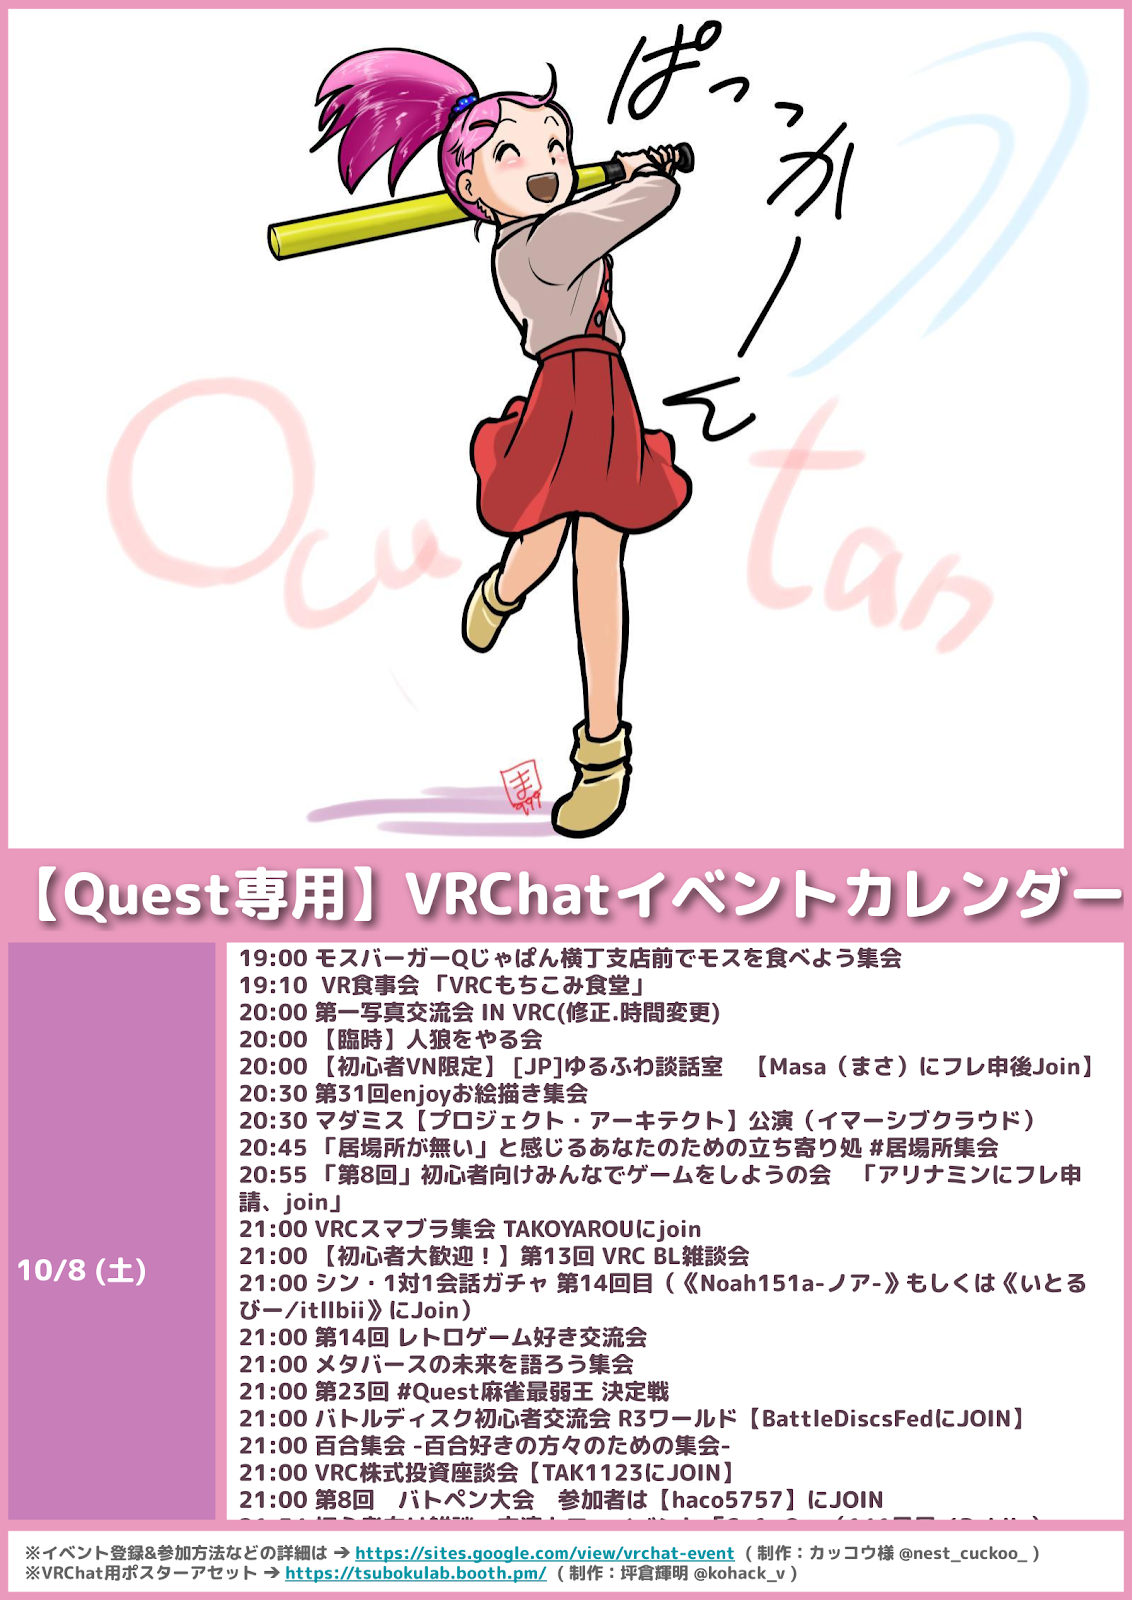 ぱっっかーん
Ocutan
ま
999
【Quest専用】VRChatイベントカレンダー
10/8 (土)
19:00 モスバーガーQじゃぱん横丁支店前でモスを食べよう集会
19:10 VR食事会 「VRCもちこみ食堂」
20:00 第一写真交流会 IN VRC(修正.時間変更)
20:00 【臨時】人狼をやる会
20:00 【初心者VN限定】 [JP]ゆるふわ談話室　【Masa（まさ）にフレ申後Join】
20:30 第31回enjoyお絵描き集会
20:30 マダミス【プロジェクト・アーキテクト】公演（イマーシブクラウド）
20:45 「居場所が無い」と感じるあなたのための立ち寄り処 #居場所集会
20:55 「第8回」初心者向けみんなでゲームをしようの会　「アリナミンにフレ申
請、join」
21:00 VRCスマブラ集会 TAKOYAROUにjoin
21:00 【初心者大歓迎！】第13回 VRC BL雑談会
21:00 シン・1対1会話ガチャ 第14回目（《Noah151a-ノア-》もしくは《いとる
びー/itllbii》にJoin）
21:00 第14回 レトロゲーム好き交流会
21:00 メタバースの未来を語ろう集会
21:00 第23回 #Quest麻雀最弱王 決定戦
21:00 バトルディスク初心者交流会 R3ワールド【BattleDiscsFedにJOIN】
21:00 百合集会 -百合好きの方々のための集会-
21:00 VRC株式投資座談会【TAK1123にJOIN】
21:00 第8回　バトペン大会　参加者は【haco5757】にJOIN
※イベント登録&参加方法などの詳細は ➔ https://sites.google.com/view/vrchat-event （ 制作：カッコウ様 @nest_cuckoo_ ）
※VRChat用ポスターアセット ➔ https://tsubokulab.booth.pm/ （ 制作：坪倉輝明 @kohack_v ）